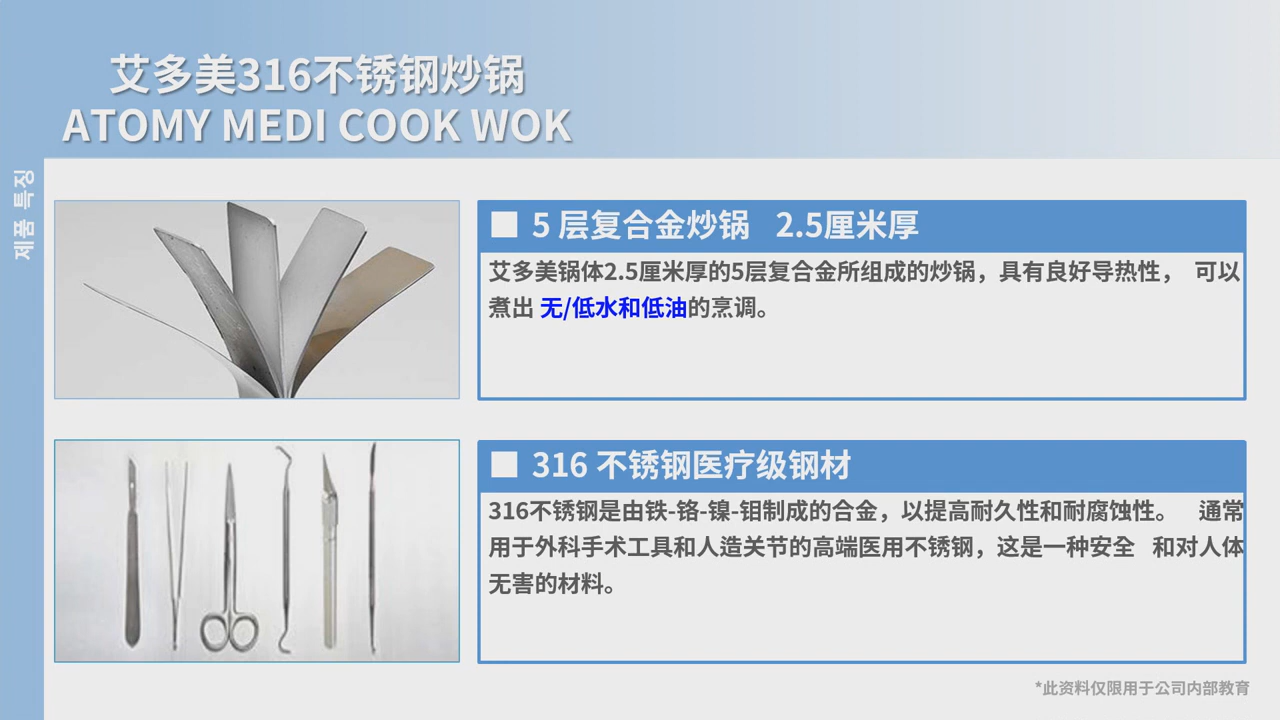 艾多美316不锈钢炒锅
ATOMY MEDI COOK WOK
제품 특징
■ 5 层复合金炒锅 2.5厘米厚
艾多美锅体2.5厘米厚的5层复合金所组成的炒锅，具有良好导热性， 可以
煮出 无/低水和低油的烹调。
■ 316 不锈钢医疗级钢材
316不锈钢是由铁-铬-镍-钼制成的合金，以提高耐久性和耐腐蚀性。 通常
用于外科手术工具和人造关节的高端医用不锈钢，这是一种安全 和对人体
无害的材料。
*此资料仅限用于公司内部教育